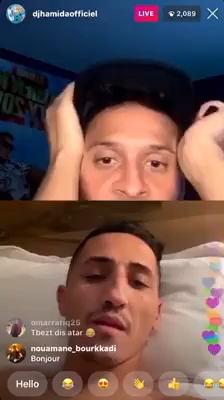 djhamidaofficiel
LIVE
2,089
omarratiq25
Tbezt dis atar 😂
nouamane_bourkkadi
Bonjour
Hello